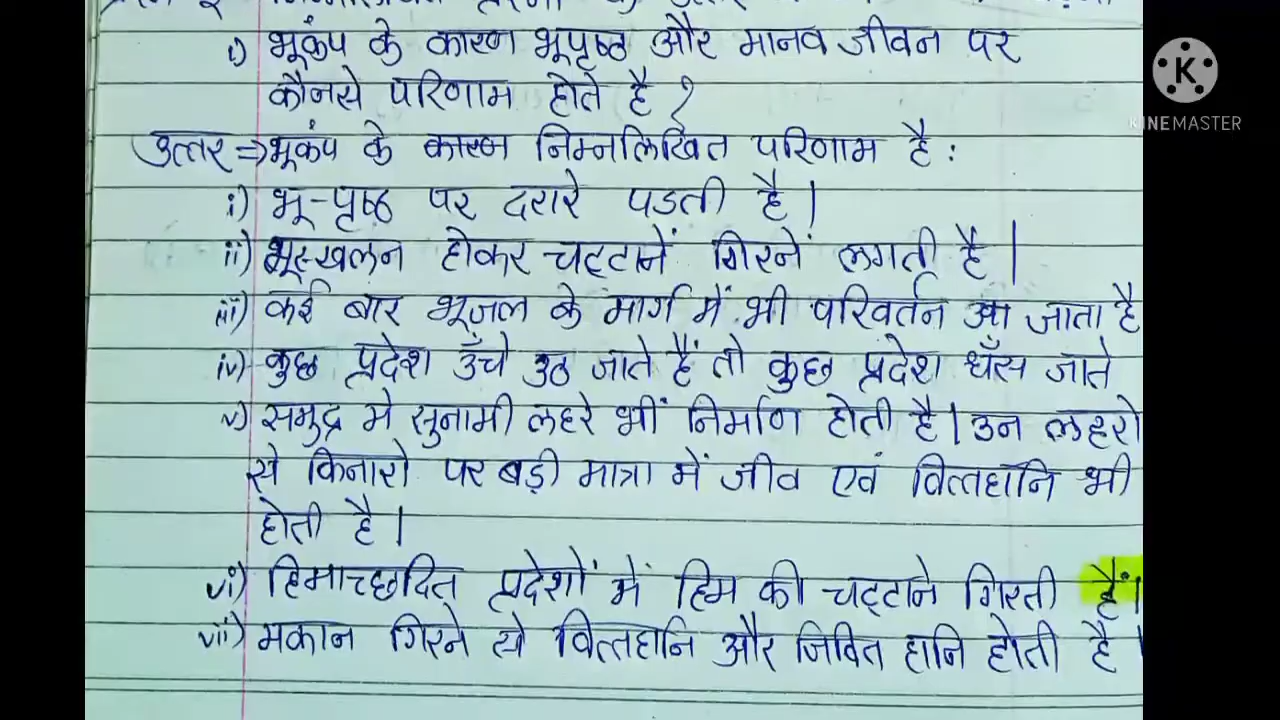 i) भूकंप के कारण भूपृष्ठ और मानव जीवन पर
कौनसे परिणाम होते है ?
उत्तर ⇒ भूकंप के कारण निम्नलिखित परिणाम है :
i) भू-पृष्ठ पर दरारे पडती है |
ii) भूस्खलन होकर चट्टानें गिरनें लगती है |
iii) कई बार भूजल के मार्ग में भी परिवर्तन आ जाता है
iv) कुछ प्रदेश उँचे उठ जाते हैं तो कुछ प्रदेश धँस जाते
v) समुद्र मे सुनामी लहरे भीं निर्माण होती है | उन लहरो
से किनारो पर बड़ी मात्रा में जीव एवं वित्तहानि भी
होती है |
vi) हिमाच्छदित प्रदेशों में हिम की चट्टाने गिरती हैं |
vii) मकान गिरने से वित्तहानि और जिवित हानि होती है |
K
KINEMASTER